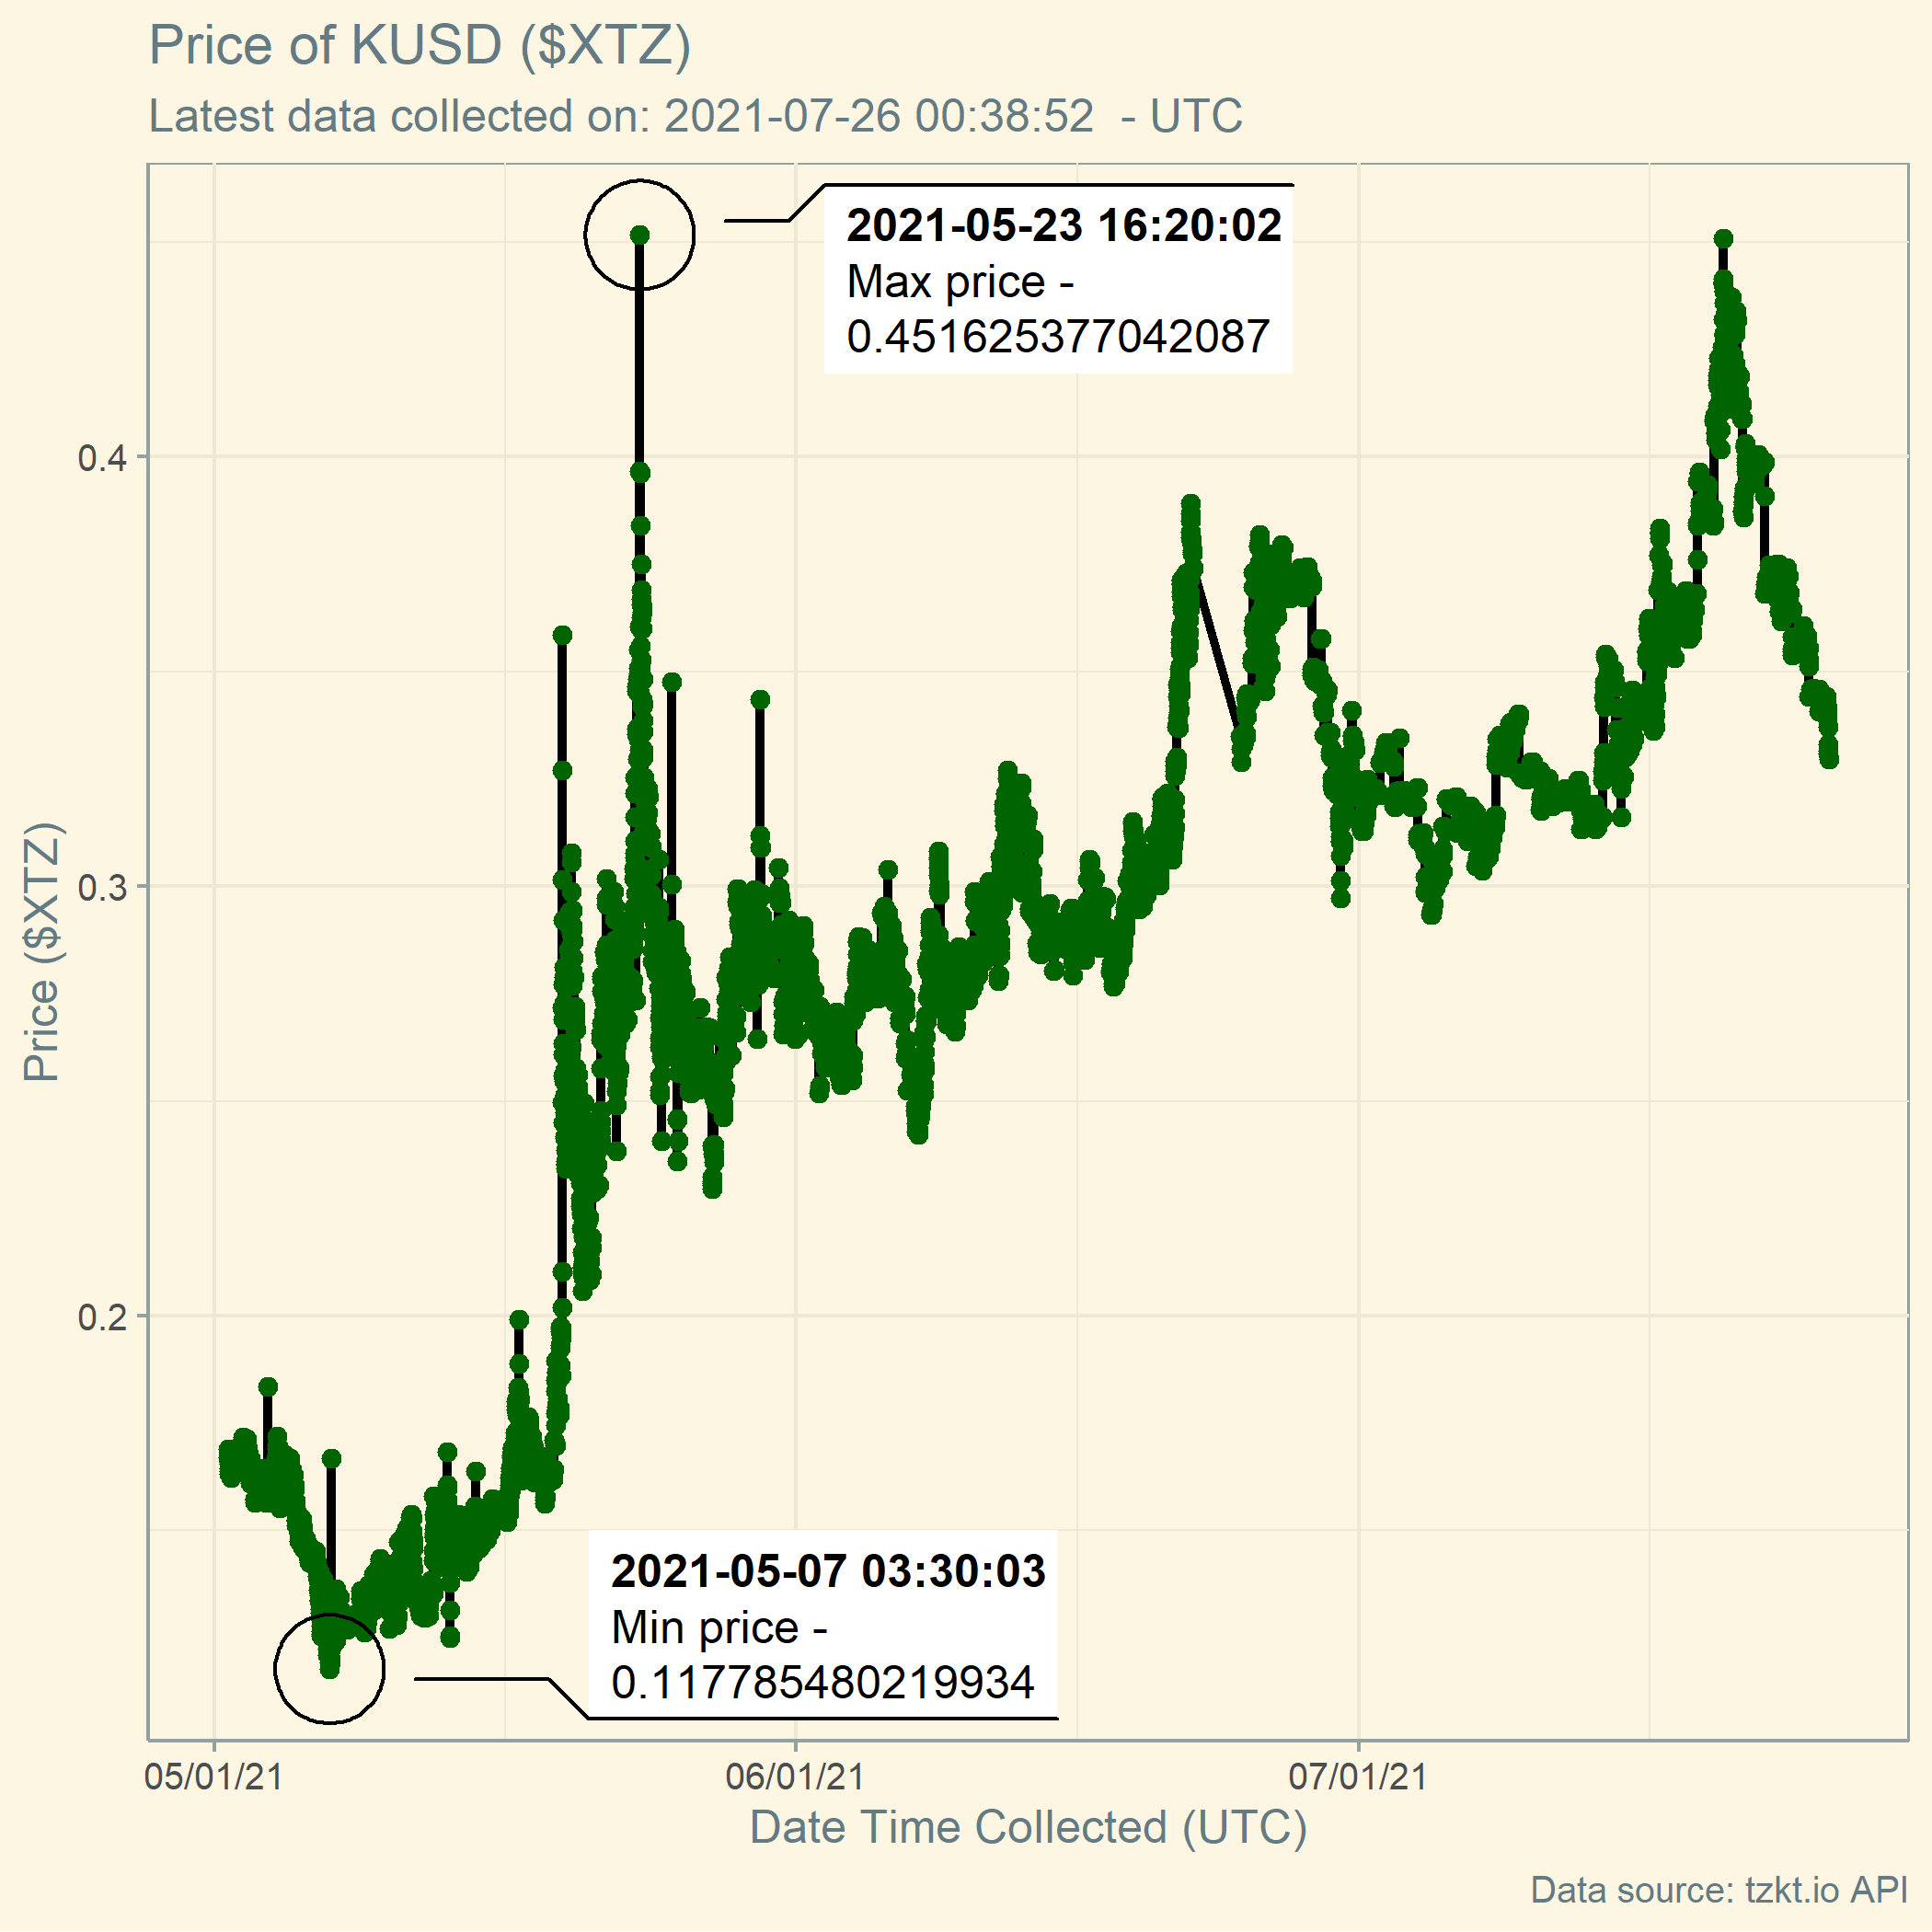 Price of KUSD ($XTZ)
Latest data collected on: 2021-07-26 00:38:52  - UTC
2021-05-23 16:20:02
Max price -
0.451625377042087
0.4
0.3
0.2
Price ($XTZ)
2021-05-07 03:30:03
Min price -
0.117785480219934
05/01/21
06/01/21
07/01/21
Date Time Collected (UTC)
Data source: tzkt.io API